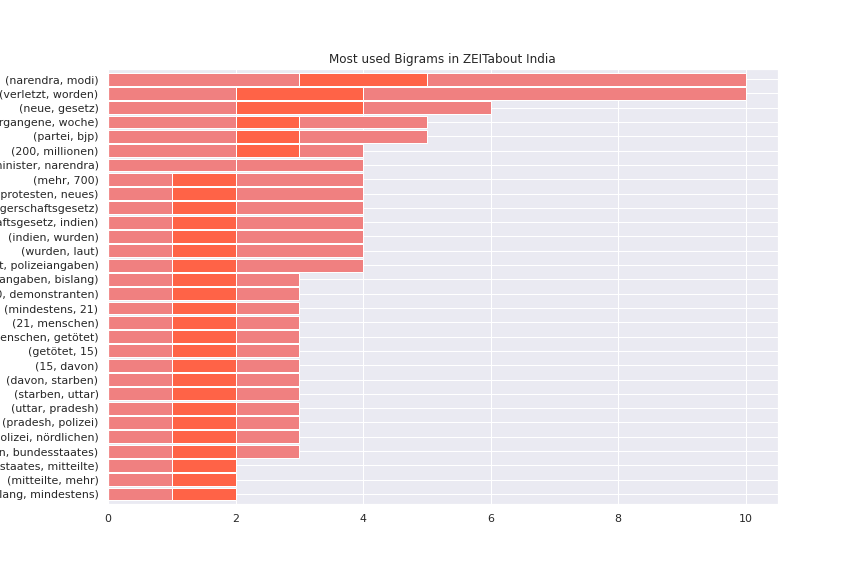 Most used Bigrams in ZEITabout India
(narendra, modi)
(verletzt, worden)
(neue, gesetz)
rgangene, woche)
(partei, bjp)
(200, millionen)
inister, narendra)
(mehr, 700)
protesten, neues)
gerschaftsgesetz)
aftsgesetz, indien)
(indien, wurden)
(wurden, laut)
t, polizeiangaben)
angaben, bislang)
), demonstranten)
(mindestens, 21)
(21, menschen)
enschen, getötet)
(getötet, 15)
(15, davon)
(davon, starben)
(starben, uttar)
(uttar, pradesh)
(pradesh, polizei)
olizei, nördlichen)
n, bundesstaates)
staates, mitteilte)
(mitteilte, mehr)
lang, mindestens)
0 2 4 6 8 10